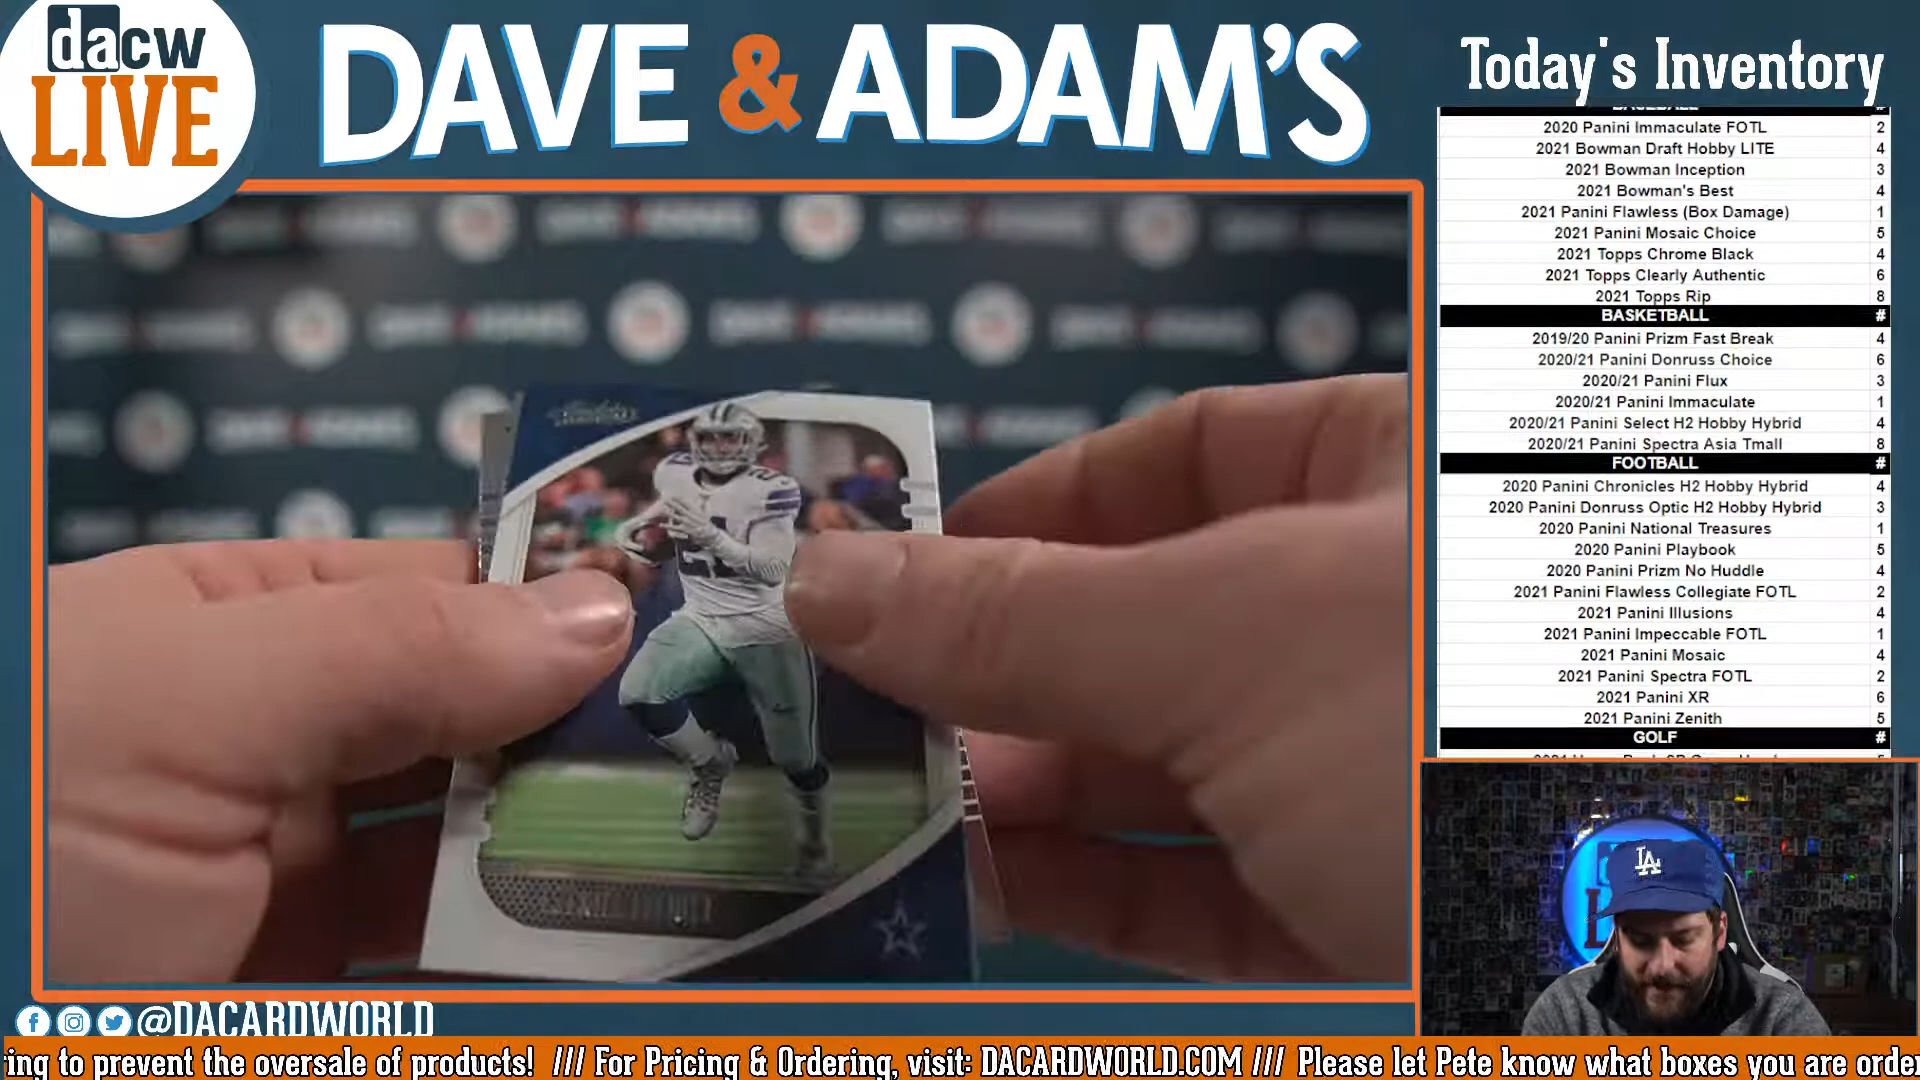 dacw
LIVE
DAVE & ADAM'S
Today's Inventory
BASEBALL #
2020 Panini Immaculate FOTL 2
2021 Bowman Draft Hobby LITE 4
2021 Bowman Inception 3
2021 Bowman's Best 4
2021 Panini Flawless (Box Damage) 1
2021 Panini Mosaic Choice 5
2021 Topps Chrome Black 4
2021 Topps Clearly Authentic 6
2021 Topps Rip 8
BASKETBALL #
2019/20 Panini Prizm Fast Break 4
2020/21 Panini Donruss Choice 6
2020/21 Panini Flux 3
2020/21 Panini Immaculate 1
2020/21 Panini Select H2 Hobby Hybrid 4
2020/21 Panini Spectra Asia Tmall 8
FOOTBALL #
2020 Panini Chronicles H2 Hobby Hybrid 4
2020 Panini Donruss Optic H2 Hobby Hybrid 3
2020 Panini National Treasures 1
2020 Panini Playbook 5
2020 Panini Prizm No Huddle 4
2021 Panini Flawless Collegiate FOTL 2
2021 Panini Illusions 4
2021 Panini Impeccable FOTL 1
2021 Panini Mosaic 4
2021 Panini Spectra FOTL 2
2021 Panini XR 6
2021 Panini Zenith 5
GOLF #
LA
@DACARDWORLD
ing to prevent the oversale of products! /// For Pricing & Ordering, visit: DACARDWORLD.COM /// Please let Pete know what boxes you are order